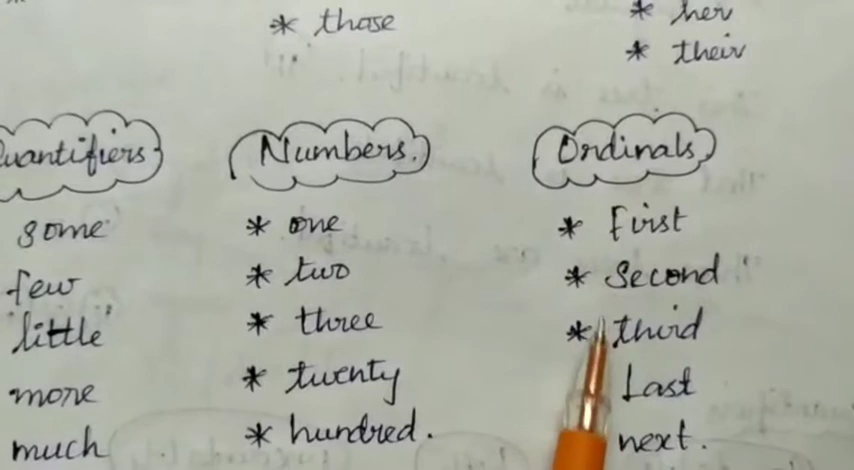 * those
* her
* their
Quantifiers
some
few
little
more
much
Numbers.
* one
* two
* three
* twenty
* hundred.
Ordinals
* First
* Second
* third
Last
next.